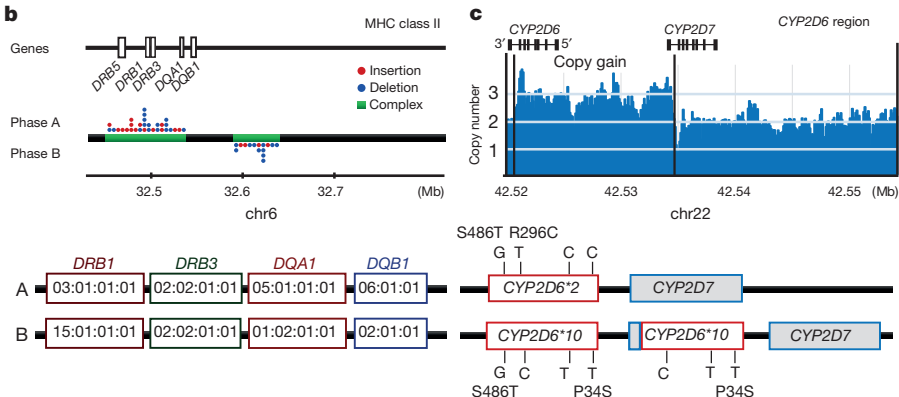 b
MHC class II
Genes
DRB5
DRB1
DRB3
DQA1
DQB1
Insertion
Deletion
Complex
Phase A
Phase B
32.5 32.6 32.7 (Mb)
chr6
DRB1 DRB3 DQA1 DQB1
A 03:01:01:01 02:02:01:01 05:01:01:01 06:01:01
B 15:01:01:01 02:02:01:01 01:02:01:01 02:01:01
c
CYP2D6 CYP2D7 CYP2D6 region
3′ 5′
Copy gain
Copy number
3
2
1
42.52 42.53 42.54 42.55 (Mb)
chr22
S486T R296C
G T C C
CYP2D6*2 CYP2D7
CYP2D6*10 CYP2D6*10 CYP2D7
G C T T C T T
S486T P34S P34S